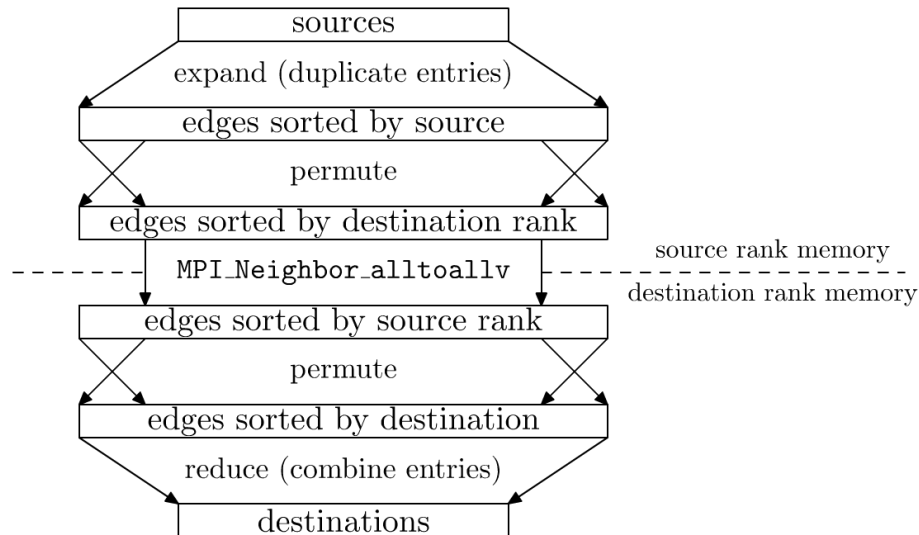 sources
expand (duplicate entries)
edges sorted by source
permute
edges sorted by destination rank
source rank memory
MPI_Neighbor_alltoallv
destination rank memory
edges sorted by source rank
permute
edges sorted by destination
reduce (combine entries)
destinations